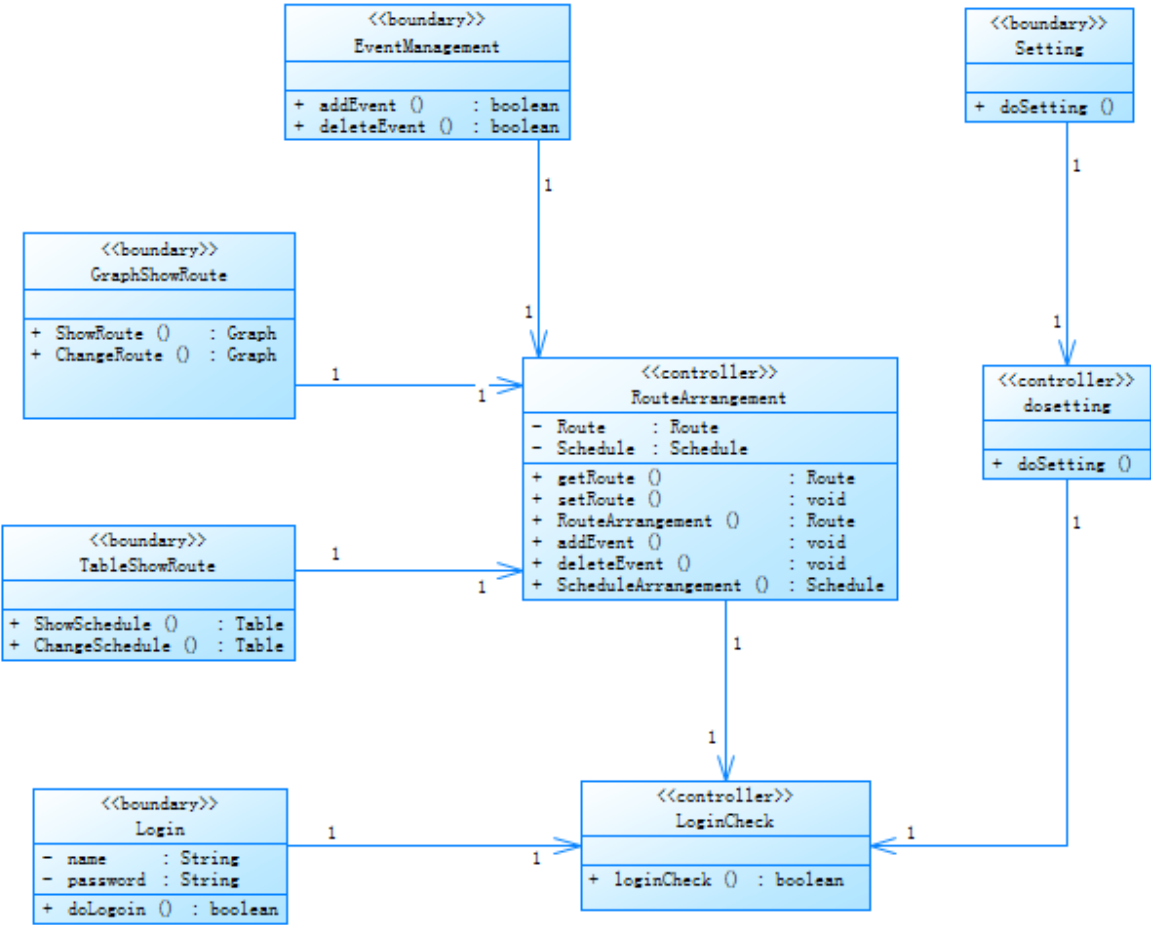 <<boundary>>
EventManagement
+ addEvent () : boolean
+ deleteEvent () : boolean
1
1
<<boundary>>
Setting
+ doSetting ()
1
1
<<boundary>>
GraphShowRoute
+ ShowRoute () : Graph
+ ChangeRoute () : Graph
1
1
<<controller>>
RouteArrangement
- Route : Route
- Schedule : Schedule
+ getRoute () : Route
+ setRoute () : void
+ RouteArrangement () : Route
+ addEvent () : void
+ deleteEvent () : void
+ ScheduleArrangement () : Schedule
<<controller>>
dosetting
+ doSetting ()
1
1
<<boundary>>
TableShowRoute
+ ShowSchedule () : Table
+ ChangeSchedule () : Table
1
1
1
1
<<boundary>>
Login
- name : String
- password : String
+ doLogoin () : boolean
1
1
<<controller>>
LoginCheck
+ loginCheck () : boolean